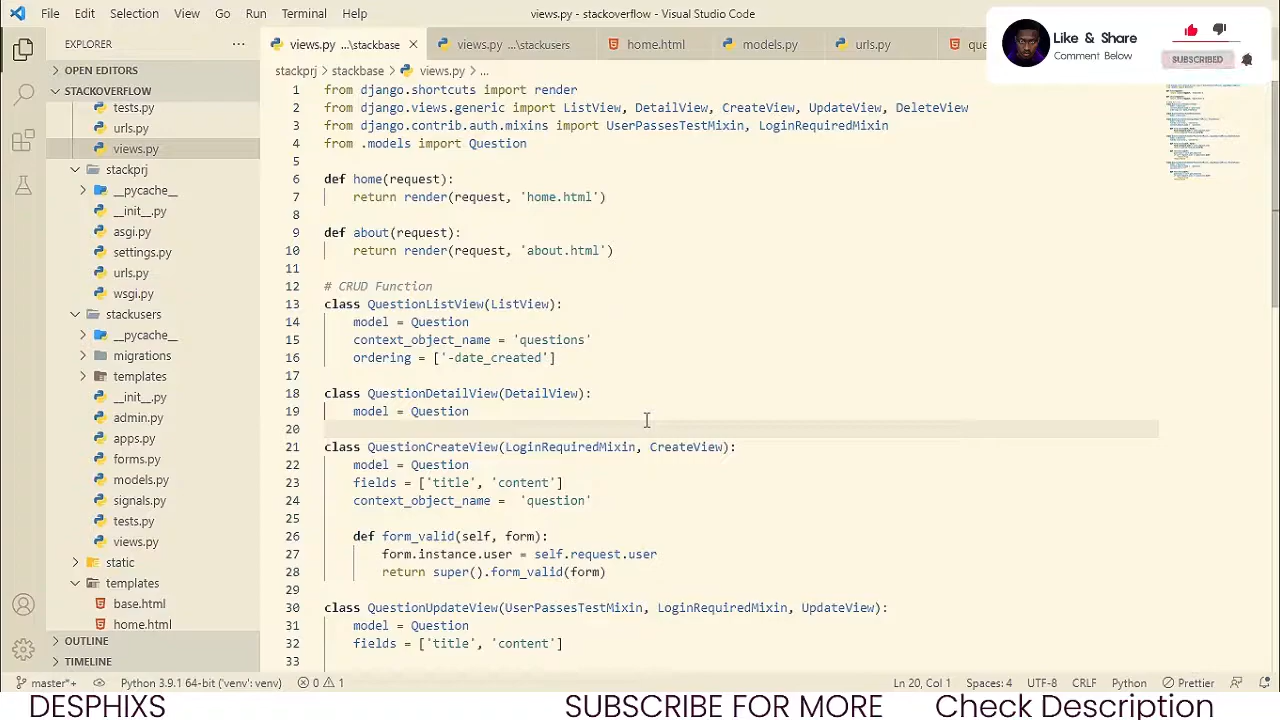 File Edit Selection View Go Run Terminal Help
views.py - stackoverflow - Visual Studio Code
EXPLORER
OPEN EDITORS
STACKOVERFLOW
tests.py
urls.py
views.py
stackprj
__pycache__
__init__.py
asgi.py
settings.py
urls.py
wsgi.py
stackusers
__pycache__
migrations
templates
__init__.py
admin.py
apps.py
forms.py
models.py
signals.py
tests.py
views.py
static
templates
base.html
home.html
OUTLINE
TIMELINE
views.py ...\stackbase
views.py ...\stackusers
home.html
models.py
urls.py
Like & Share
Comment Below
SUBSCRIBED
stackprj > stackbase > views.py > ...
1 from django.shortcuts import render
2 from django.views.generic import ListView, DetailView, CreateView, UpdateView, DeleteView
3 from django.contrib.auth.mixins import UserPassesTestMixin, LoginRequiredMixin
4 from .models import Question
5
6 def home(request):
7 return render(request, 'home.html')
8
9 def about(request):
10 return render(request, 'about.html')
11
12 # CRUD Function
13 class QuestionListView(ListView):
14 model = Question
15 context_object_name = 'questions'
16 ordering = ['-date_created']
17
18 class QuestionDetailView(DetailView):
19 model = Question
20
21 class QuestionCreateView(LoginRequiredMixin, CreateView):
22 model = Question
23 fields = ['title', 'content']
24 context_object_name =  'question'
25
26 def form_valid(self, form):
27 form.instance.user = self.request.user
28 return super().form_valid(form)
29
30 class QuestionUpdateView(UserPassesTestMixin, LoginRequiredMixin, UpdateView):
31 model = Question
32 fields = ['title', 'content']
33
master*+ Python 3.9.1 64-bit ('venv': venv) 0 1 Ln 20, Col 1 Spaces: 4 UTF-8 CRLF Python Prettier
DESPHIXS SUBSCRIBE FOR MORE Check Description